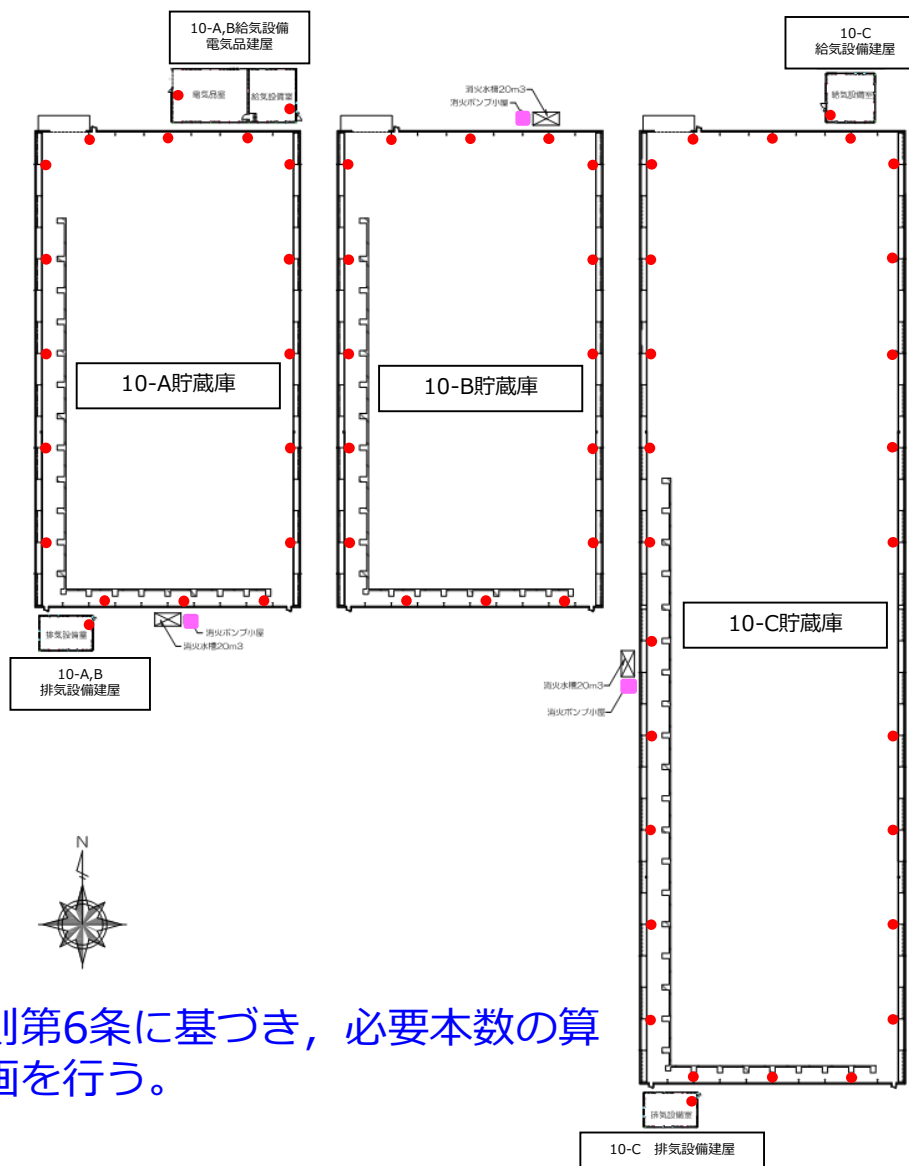 10-A,B給気設備
電気品建屋
10-C
給気設備建屋
電気品室
給気設備室
消火水槽20m3
消火ポンプ小屋
給気設備室
10-A貯蔵庫
10-B貯蔵庫
10-C貯蔵庫
排気設備室
消火ポンプ小屋
消火水槽20m3
10-A,B
排気設備建屋
消火水槽20m3
消火ポンプ小屋
N
則第6条に基づき，必要本数の算
画を行う。
排気設備室
10-C 排気設備建屋